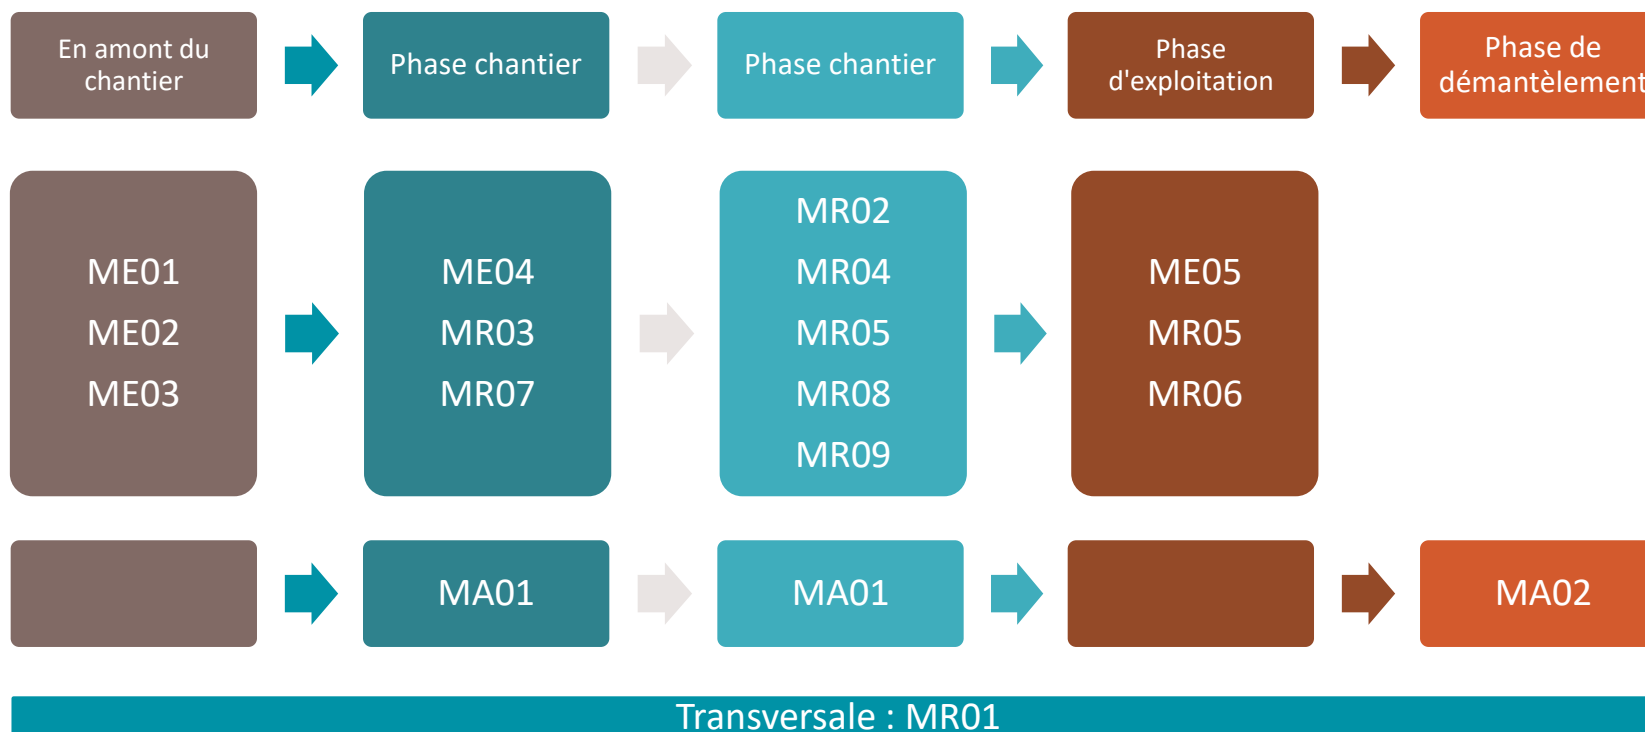 En amont du
chantier
Phase chantier
Phase chantier
Phase
d'exploitation
Phase de
démantèlement
ME01
ME02
ME03
ME04
MR03
MR07
MR02
MR04
MR05
MR08
MR09
ME05
MR05
MR06
MA01
MA01
MA02
Transversale : MR01